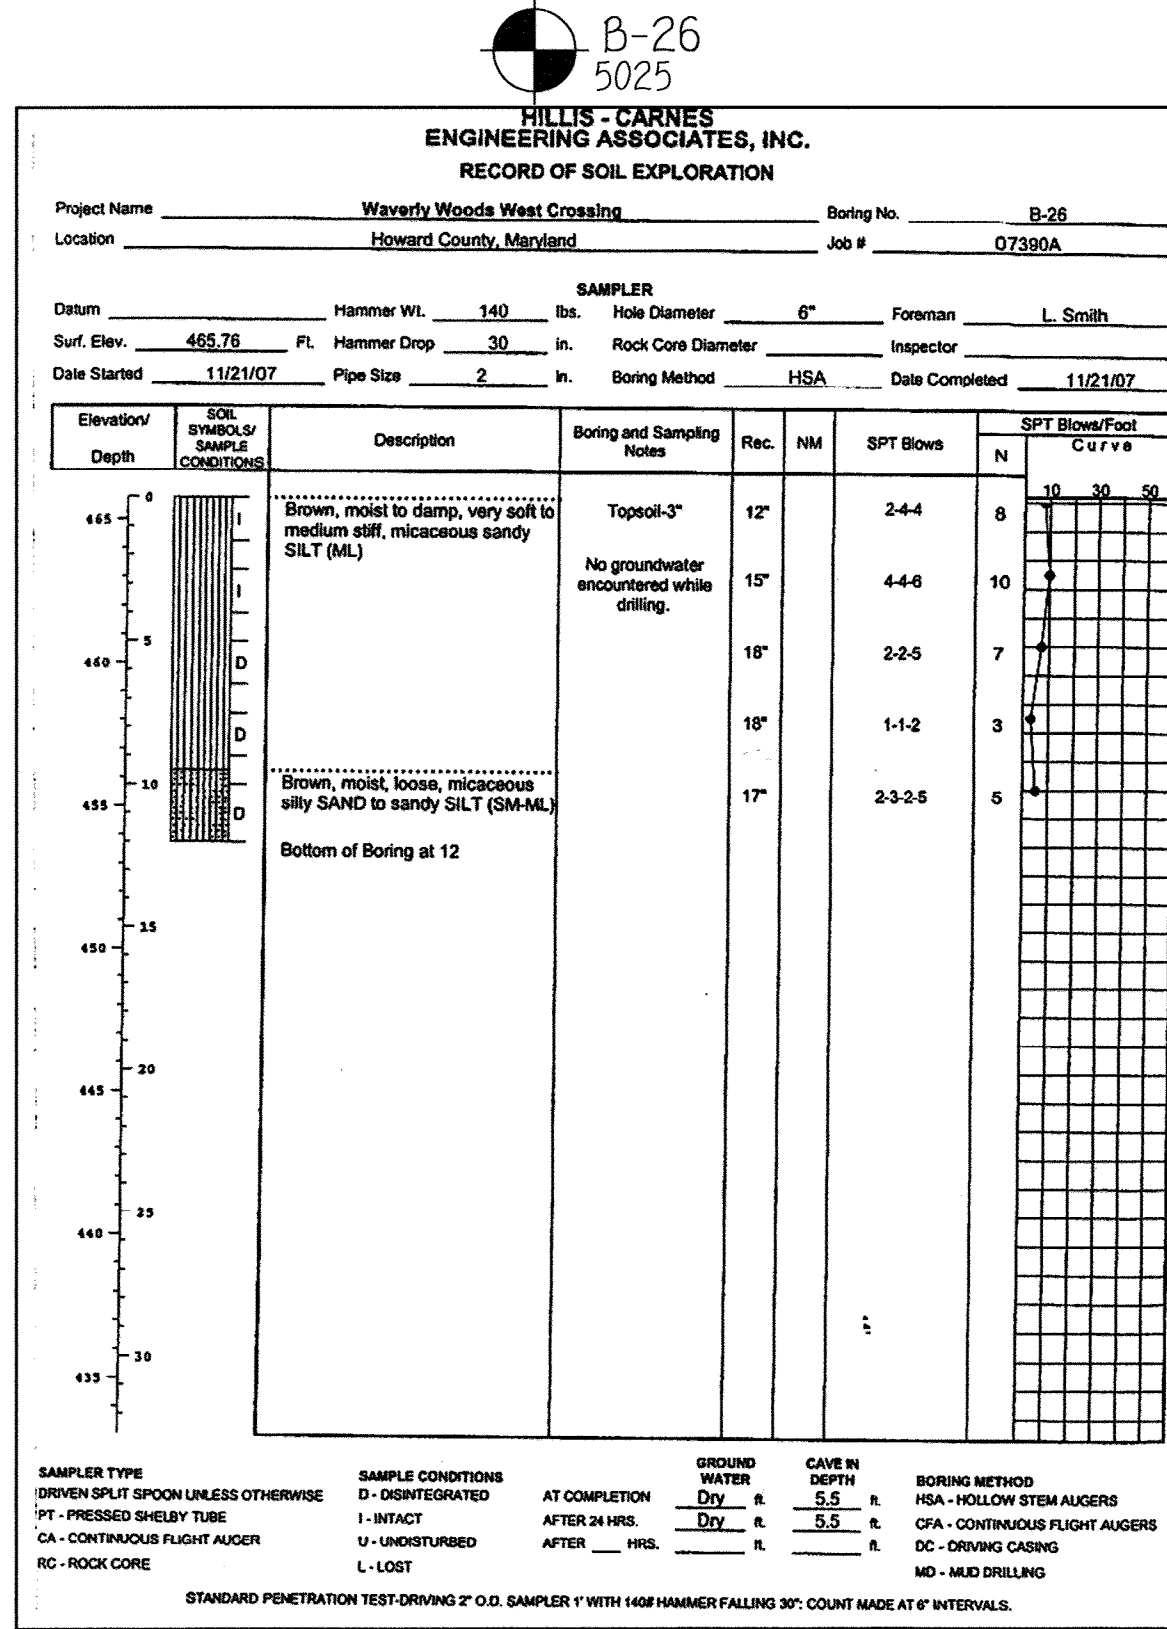 B-26
5025
HILLIS - CARNES
ENGINEERING ASSOCIATES, INC.
RECORD OF SOIL EXPLORATION
Project Name Waverly Woods West Crossing Boring No. B-26
Location Howard County, Maryland Job # 07390A
SAMPLER
Datum Hammer Wt. 140 lbs. Hole Diameter 6" Foreman L. Smith
Surf. Elev. 465.76 Ft. Hammer Drop 30 in. Rock Core Diameter Inspector
Date Started 11/21/07 Pipe Size 2 in. Boring Method HSA Date Completed 11/21/07
Elevation/ Depth SOIL SYMBOLS/ SAMPLE CONDITIONS Description Boring and Sampling Notes Rec. NM SPT Blows N SPT Blows/Foot Curve
10 30 50
0
465
I Brown, moist to damp, very soft to Topsoil-3" 12" 2-4-4 8
medium stiff, micaceous sandy
SILT (ML)
No groundwater
I encountered while 15" 4-4-6 10
drilling.
5
460 D 18" 2-2-5 7
D 18" 1-1-2 3
10 Brown, moist, loose, micaceous
455 silly SAND to sandy SILT (SM-ML) 17" 2-3-2-5 5
D
Bottom of Boring at 12
15
450
20
445
25
440
30
435
SAMPLER TYPE
DRIVEN SPLIT SPOON UNLESS OTHERWISE
PT - PRESSED SHELBY TUBE
CA - CONTINUOUS FLIGHT AUGER
RC - ROCK CORE
SAMPLE CONDITIONS
D - DISINTEGRATED
I - INTACT
U - UNDISTURBED
L - LOST
GROUND WATER CAVE IN DEPTH
AT COMPLETION Dry ft. 5.5 ft.
AFTER 24 HRS. Dry ft. 5.5 ft.
AFTER ___ HRS. ft. ft.
BORING METHOD
HSA - HOLLOW STEM AUGERS
CFA - CONTINUOUS FLIGHT AUGERS
DC - DRIVING CASING
MD - MUD DRILLING
STANDARD PENETRATION TEST-DRIVING 2" O.D. SAMPLER 1' WITH 140# HAMMER FALLING 30": COUNT MADE AT 6" INTERVALS.